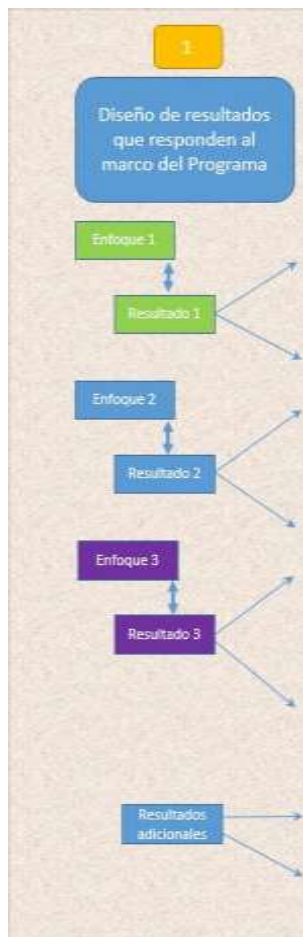 1
Diseño de resultados
que responden al
marco del Programa
Enfoque 1
Resultado 1
Enfoque 2
Resultado 2
Enfoque 3
Resultado 3
Resultados
adicionales